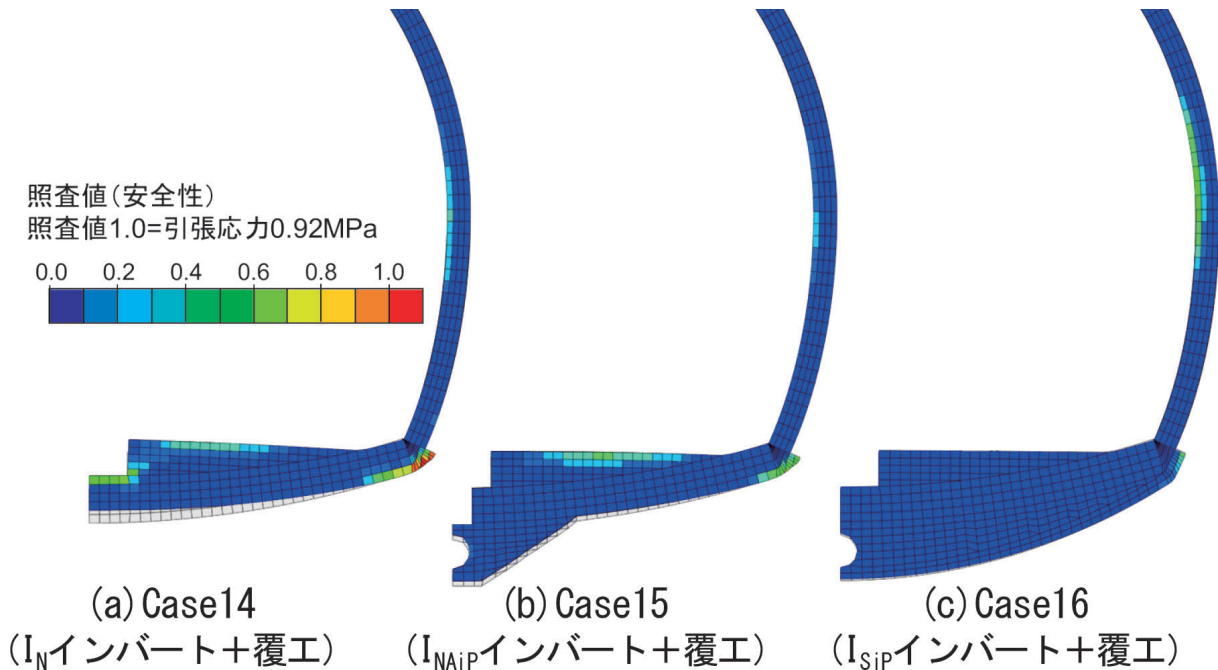 照査値(安全性)
照査値1.0=引張応力0.92MPa
0.0 0.2 0.4 0.6 0.8 1.0
(a)Case14
(INインバート＋覆工)
(b)Case15
(INAiPインバート＋覆工)
(c)Case16
(ISiPインバート＋覆工)